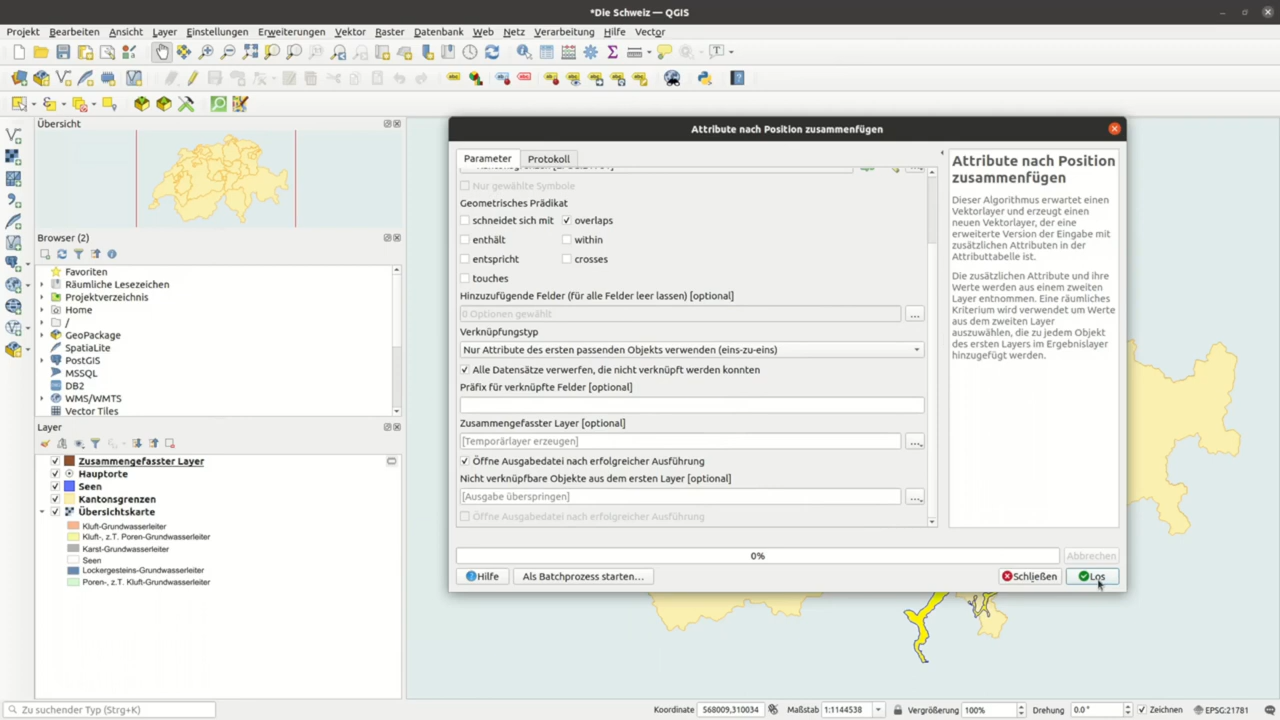 *Die Schweiz — QGIS
Projekt Bearbeiten Ansicht Layer Einstellungen Erweiterungen Vektor Raster Datenbank Web Netz Verarbeitung Hilfe Vector
Übersicht
Browser (2)
Favoriten
Räumliche Lesezeichen
Projektverzeichnis
Home
/
GeoPackage
SpatiaLite
PostGIS
MSSQL
DB2
WMS/WMTS
Vector Tiles
Layer
Zusammengefasster Layer
Hauptorte
Seen
Kantonsgrenzen
Übersichtskarte
Kluft-Grundwasserleiter
Kluft-, z.T. Poren-Grundwasserleiter
Karst-Grundwasserleiter
Seen
Lockergesteins-Grundwasserleiter
Poren-, z.T. Kluft-Grundwasserleiter
Attribute nach Position zusammenfügen
Parameter Protokoll
Nur gewählte Symbole
Geometrisches Prädikat
schneidet sich mit overlaps
enthält within
entspricht crosses
touches
Hinzuzufügende Felder (für alle Felder leer lassen) [optional]
0 Optionen gewählt …
Verknüpfungstyp
Nur Attribute des ersten passenden Objekts verwenden (eins-zu-eins)
Alle Datensätze verwerfen, die nicht verknüpft werden konnten
Präfix für verknüpfte Felder [optional]
Zusammengefasster Layer [optional]
[Temporärlayer erzeugen] …
Öffne Ausgabedatei nach erfolgreicher Ausführung
Nicht verknüpfbare Objekte aus dem ersten Layer [optional]
[Ausgabe überspringen] …
Öffne Ausgabedatei nach erfolgreicher Ausführung
0% Abbrechen
Hilfe Als Batchprozess starten… Schließen Los
Attribute nach Position
zusammenfügen
Dieser Algorithmus erwartet einen
Vektorlayer und erzeugt einen
neuen Vektorlayer, der eine
erweiterte Version der Eingabe mit
zusätzlichen Attributen in der
Attributtabelle ist.
Die zusätzlichen Attribute und ihre
Werte werden aus einem zweiten
Layer entnommen. Eine räumliches
Kriterium wird verwendet um Werte
aus dem zweiten Layer
auszuwählen, die zu jedem Objekt
des ersten Layers im Ergebnislayer
hinzugefügt werden.
Zu suchender Typ (Strg+K) Koordinate 568009,310034 Maßstab 1:1144538 Vergrößerung 100% Drehung 0.0 ° Zeichnen EPSG:21781